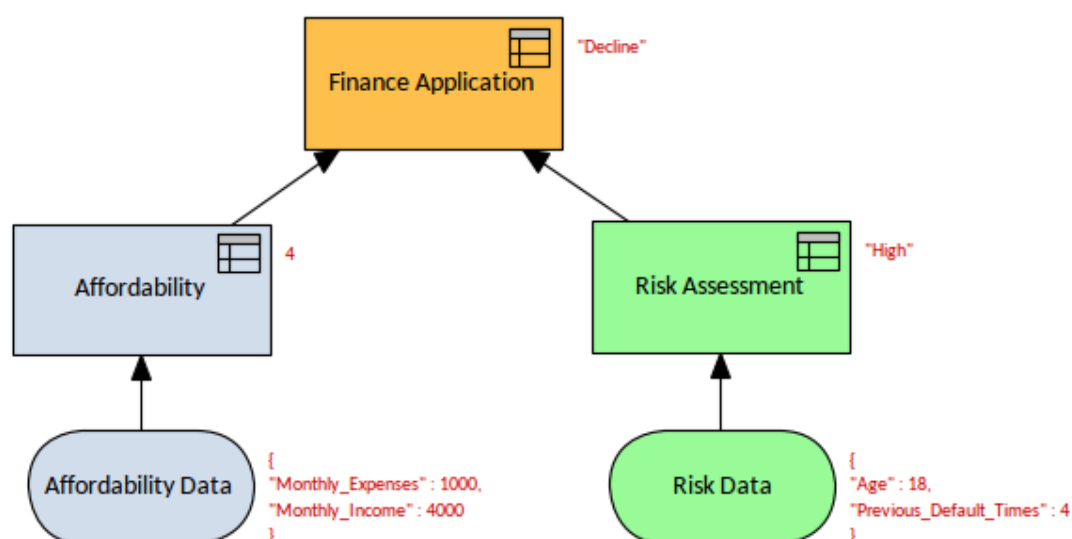 Finance Application
"Decline"
Affordability
4
Risk Assessment
"High"
Affordability Data
{
"Monthly_Expenses" : 1000,
"Monthly_Income" : 4000
}
Risk Data
{
"Age" : 18,
"Previous_Default_Times" : 4
}